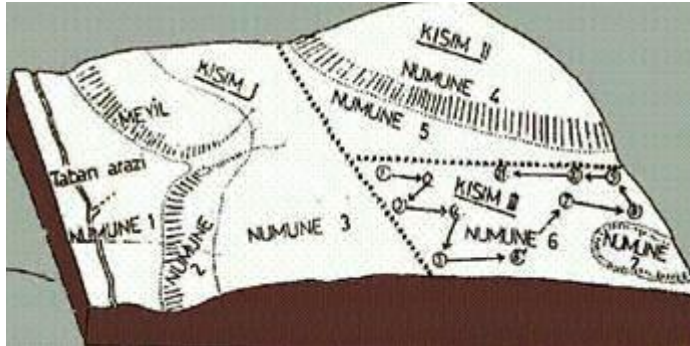 KISIM I
MEYİL
Taban arazi
NUMUNE 1
NUMUNE 2
NUMUNE 3
KISIM II
NUMUNE 4
NUMUNE 5
KISIM III
NUMUNE 6
NUMUNE 7